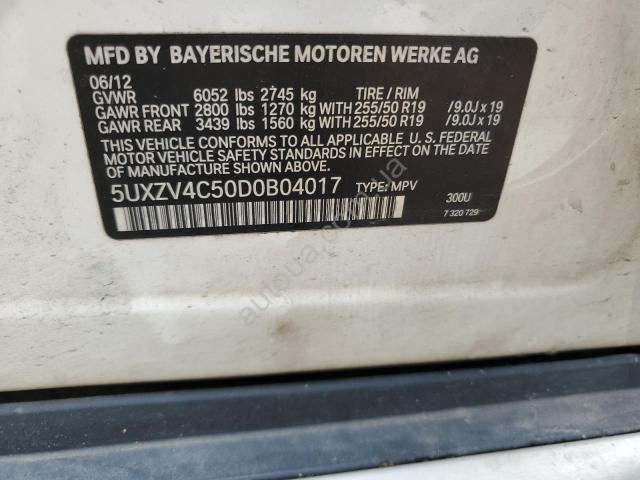 MFD BY BAYERISCHE MOTOREN WERKE AG
06/12
GVWR 6052 lbs 2745 kg TIRE / RIM
GAWR FRONT 2800 lbs 1270 kg WITH 255/50 R19 /9.0J x 19
GAWR REAR 3439 lbs 1560 kg WITH 255/50 R19 /9.0J x 19
THIS VEHICLE CONFORMS TO ALL APPLICABLE U. S. FEDERAL
MOTOR VEHICLE SAFETY STANDARDS IN EFFECT ON THE DATE
OF MANUFACTURE SHOWN ABOVE.
5UXZV4C50D0B04017 TYPE: MPV 300U
7 320 729
autoua.com.ua